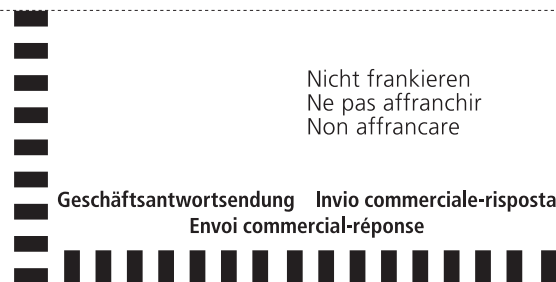 Nicht frankieren
Ne pas affranchir
Non affrancare
Geschäftsantwortsendung Invio commerciale-risposta
Envoi commercial-réponse